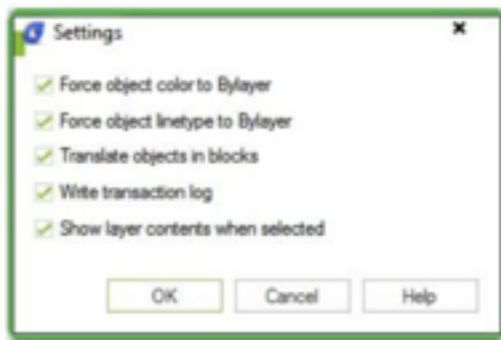 Settings
Force object color to Bylayer
Force object linetype to Bylayer
Translate objects in blocks
Write transaction log
Show layer contents when selected
OK Cancel Help